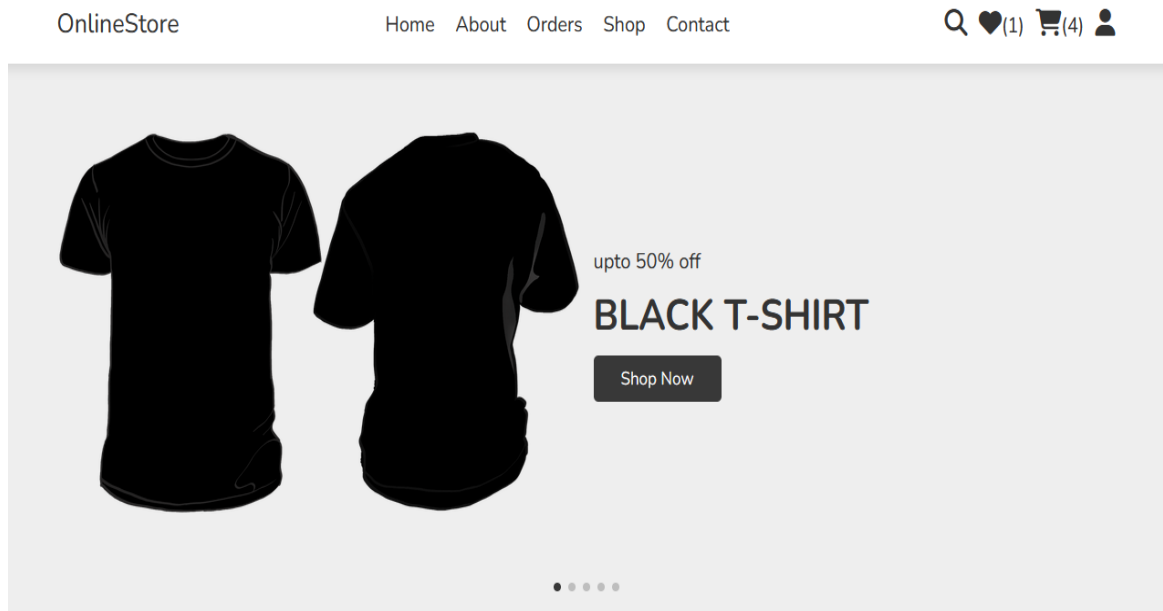 OnlineStore Home About Orders Shop Contact (1) (4)
upto 50% off
BLACK T-SHIRT
Shop Now